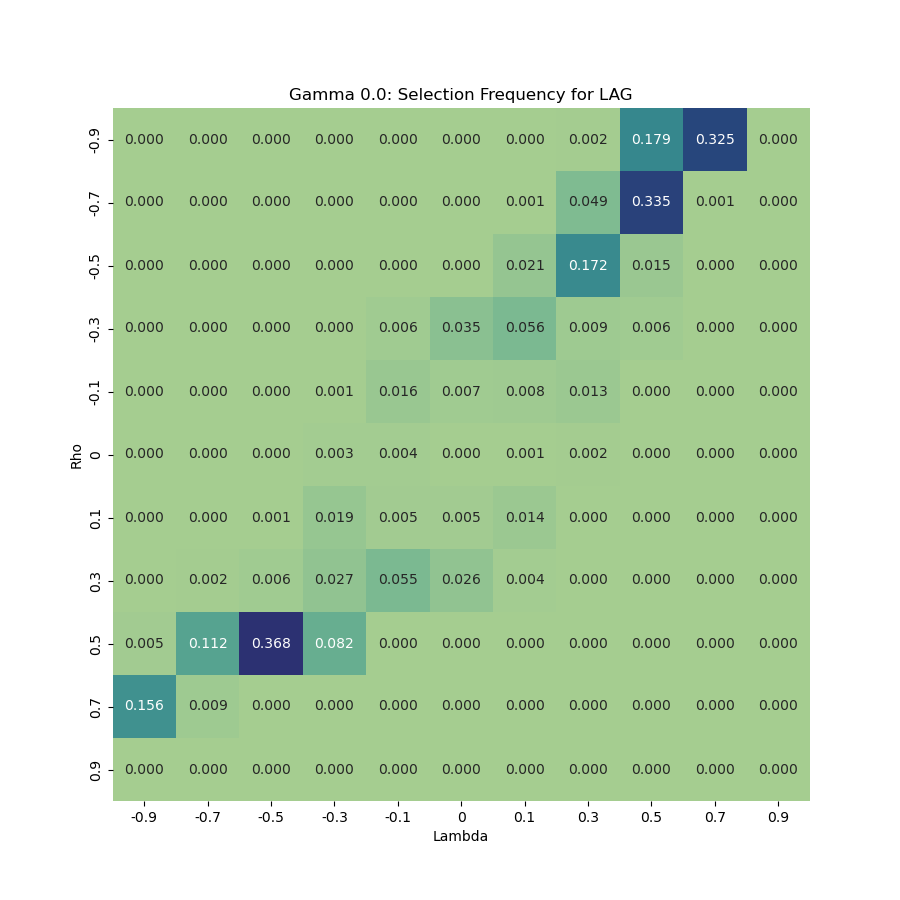 Gamma 0.0: Selection Frequency for LAG
Rho
-0.9 0.000 0.000 0.000 0.000 0.000 0.000 0.000 0.002 0.179 0.325 0.000
-0.7 0.000 0.000 0.000 0.000 0.000 0.000 0.001 0.049 0.335 0.001 0.000
-0.5 0.000 0.000 0.000 0.000 0.000 0.000 0.021 0.172 0.015 0.000 0.000
-0.3 0.000 0.000 0.000 0.000 0.006 0.035 0.056 0.009 0.006 0.000 0.000
-0.1 0.000 0.000 0.000 0.001 0.016 0.007 0.008 0.013 0.000 0.000 0.000
0 0.000 0.000 0.000 0.003 0.004 0.000 0.001 0.002 0.000 0.000 0.000
0.1 0.000 0.000 0.001 0.019 0.005 0.005 0.014 0.000 0.000 0.000 0.000
0.3 0.000 0.002 0.006 0.027 0.055 0.026 0.004 0.000 0.000 0.000 0.000
0.5 0.005 0.112 0.368 0.082 0.000 0.000 0.000 0.000 0.000 0.000 0.000
0.7 0.156 0.009 0.000 0.000 0.000 0.000 0.000 0.000 0.000 0.000 0.000
0.9 0.000 0.000 0.000 0.000 0.000 0.000 0.000 0.000 0.000 0.000 0.000
-0.9 -0.7 -0.5 -0.3 -0.1 0 0.1 0.3 0.5 0.7 0.9
Lambda